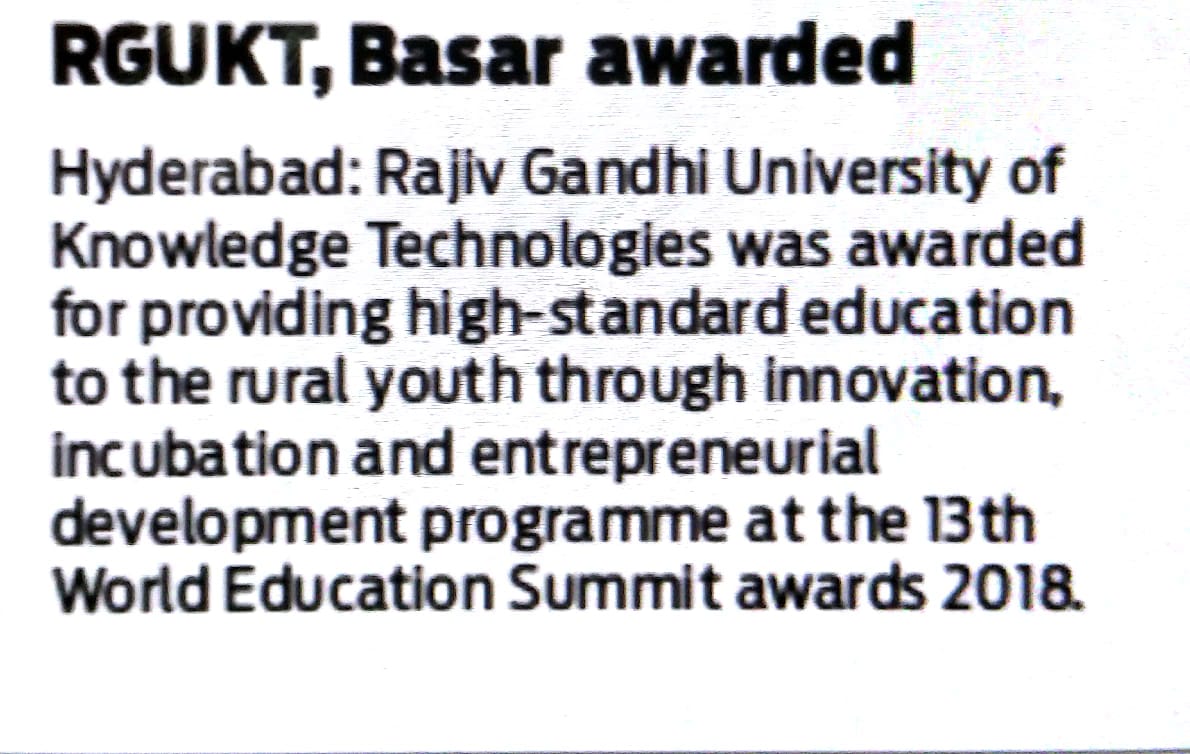 RGUKT, Basar awarded
Hyderabad: Rajiv Gandhi University of
Knowledge Technologies was awarded
for providing high-standard education
to the rural youth through innovation,
incubation and entrepreneurial
development programme at the 13th
World Education Summit awards 2018.